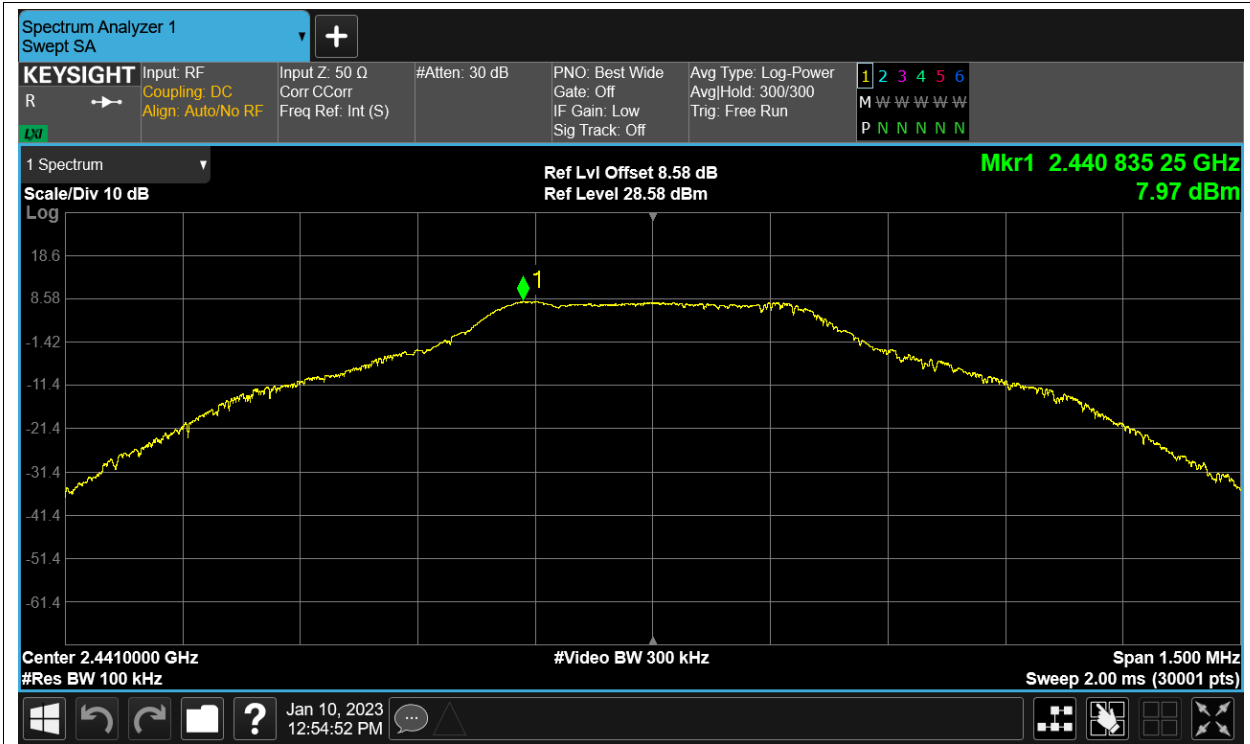 Spectrum Analyzer 1
Swept SA
KEYSIGHT
R
LXI
Input: RF
Coupling: DC
Align: Auto/No RF
Input Z: 50 Ω
Corr CCorr
Freq Ref: Int (S)
#Atten: 30 dB
PNO: Best Wide
Gate: Off
IF Gain: Low
Sig Track: Off
Avg Type: Log-Power
Avg|Hold: 300/300
Trig: Free Run
1 2 3 4 5 6
M W W W W W
P N N N N N
1 Spectrum
Scale/Div 10 dB
Ref Lvl Offset 8.58 dB
Ref Level 28.58 dBm
Mkr1 2.440 835 25 GHz
7.97 dBm
Log
18.6
8.58
-1.42
-11.4
-21.4
-31.4
-41.4
-51.4
-61.4
1
Center 2.4410000 GHz
#Res BW 100 kHz
#Video BW 300 kHz
Span 1.500 MHz
Sweep 2.00 ms (30001 pts)
?
Jan 10, 2023
12:54:52 PM